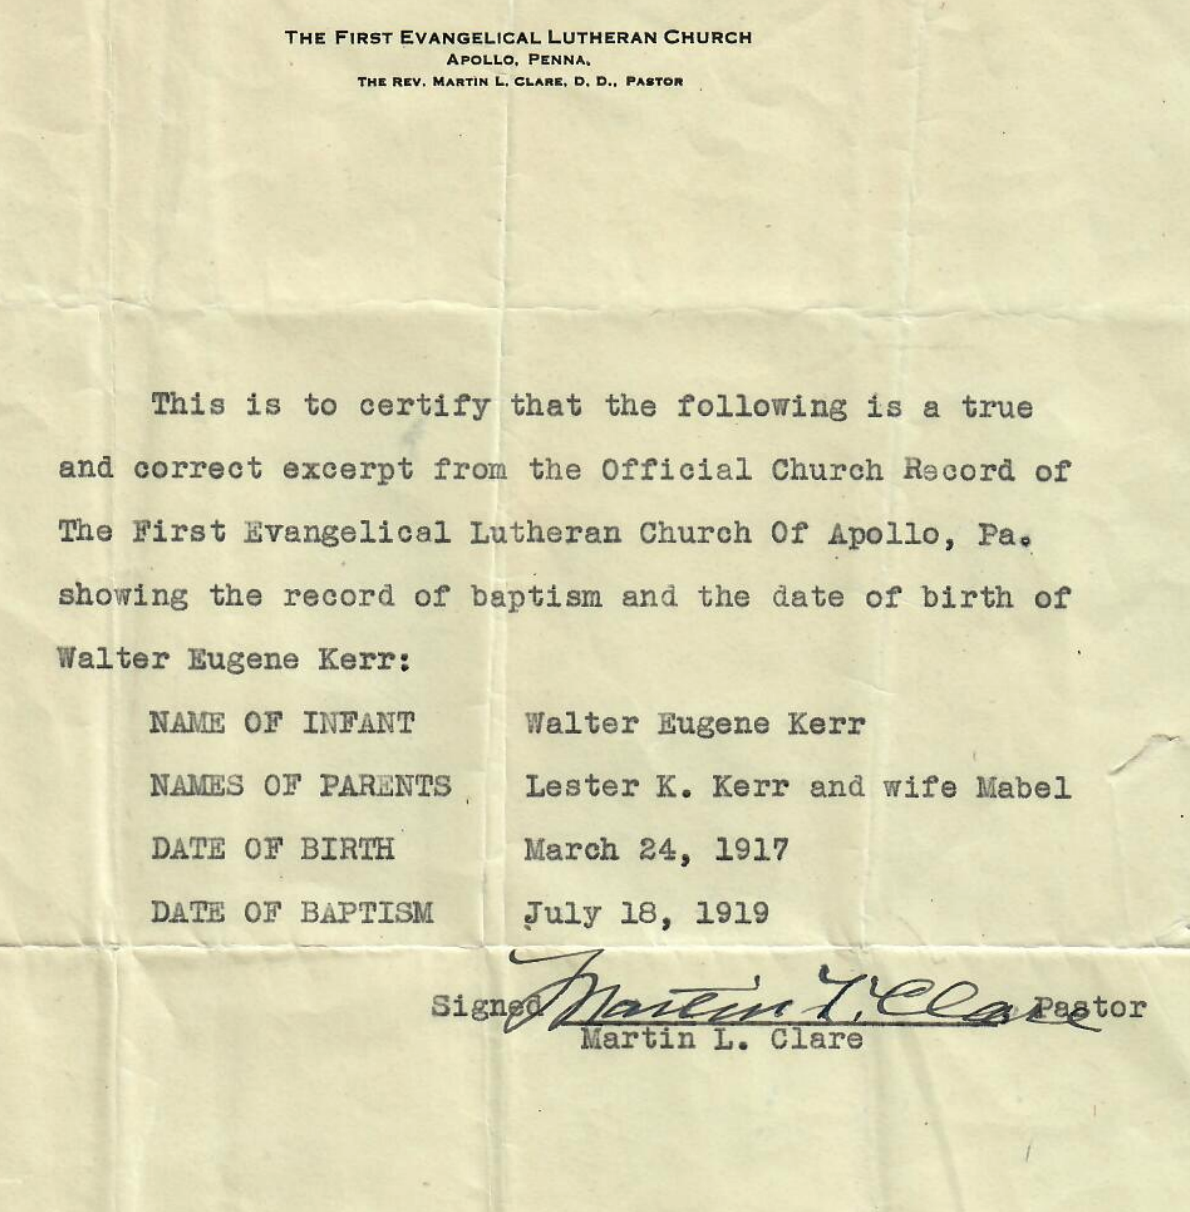 THE FIRST EVANGELICAL LUTHERAN CHURCH
APOLLO, PENNA.
THE REV. MARTIN L. CLARE, D. D., PASTOR
This is to certify that the following is a true
and correct excerpt from the Official Church Record of
The First Evangelical Lutheran Church Of Apollo, Pa.
showing the record of baptism and the date of birth of
Walter Eugene Kerr:
NAME OF INFANT Walter Eugene Kerr
NAMES OF PARENTS Lester K. Kerr and wife Mabel
DATE OF BIRTH March 24, 1917
DATE OF BAPTISM July 18, 1919
Signed Martin L. Clare Pastor
Martin L. Clare